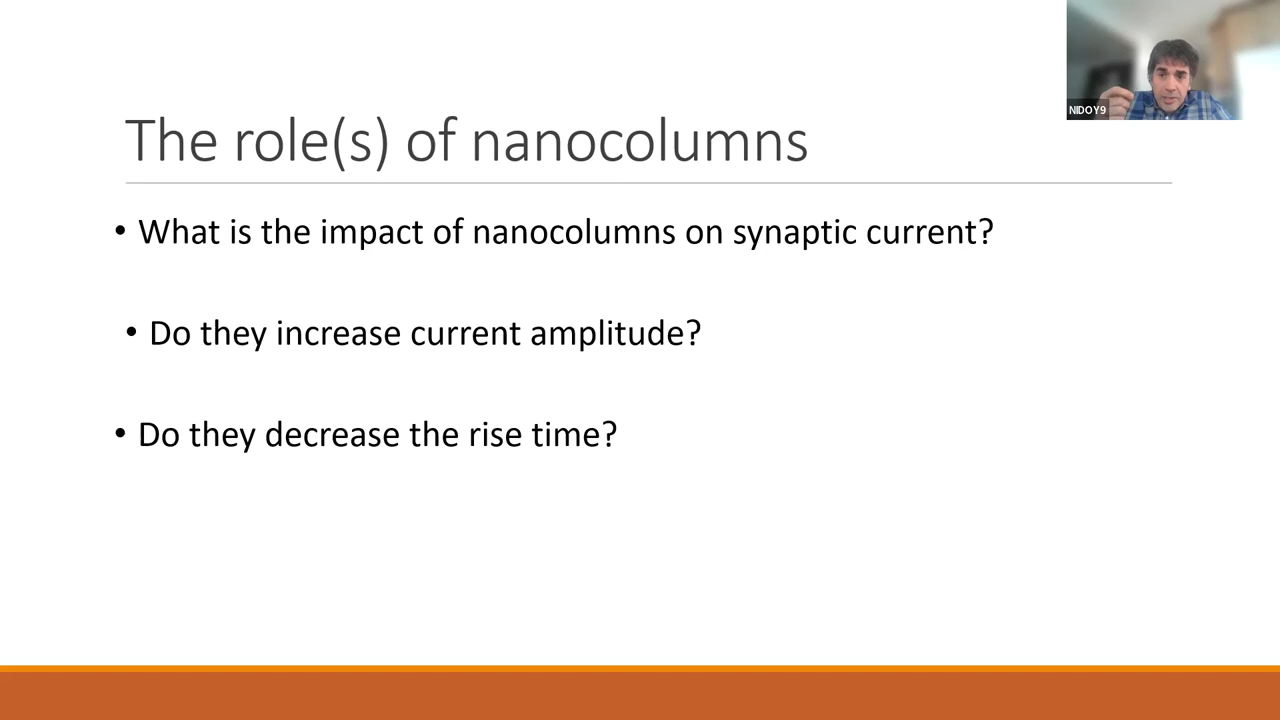 The role(s) of nanocolumns
• What is the impact of nanocolumns on synaptic current?
• Do they increase current amplitude?
• Do they decrease the rise time?
NIDOY9